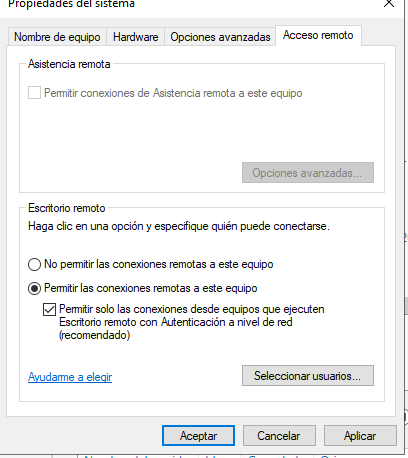 Propiedades del sistema
Nombre de equipo Hardware Opciones avanzadas Acceso remoto
Asistencia remota
Permitir conexiones de Asistencia remota a este equipo
Opciones avanzadas...
Escritorio remoto
Haga clic en una opción y especifique quién puede conectarse.
No permitir las conexiones remotas a este equipo
Permitir las conexiones remotas a este equipo
Permitir solo las conexiones desde equipos que ejecuten
Escritorio remoto con Autenticación a nivel de red
(recomendado)
Ayudarme a elegir
Seleccionar usuarios...
Aceptar Cancelar Aplicar